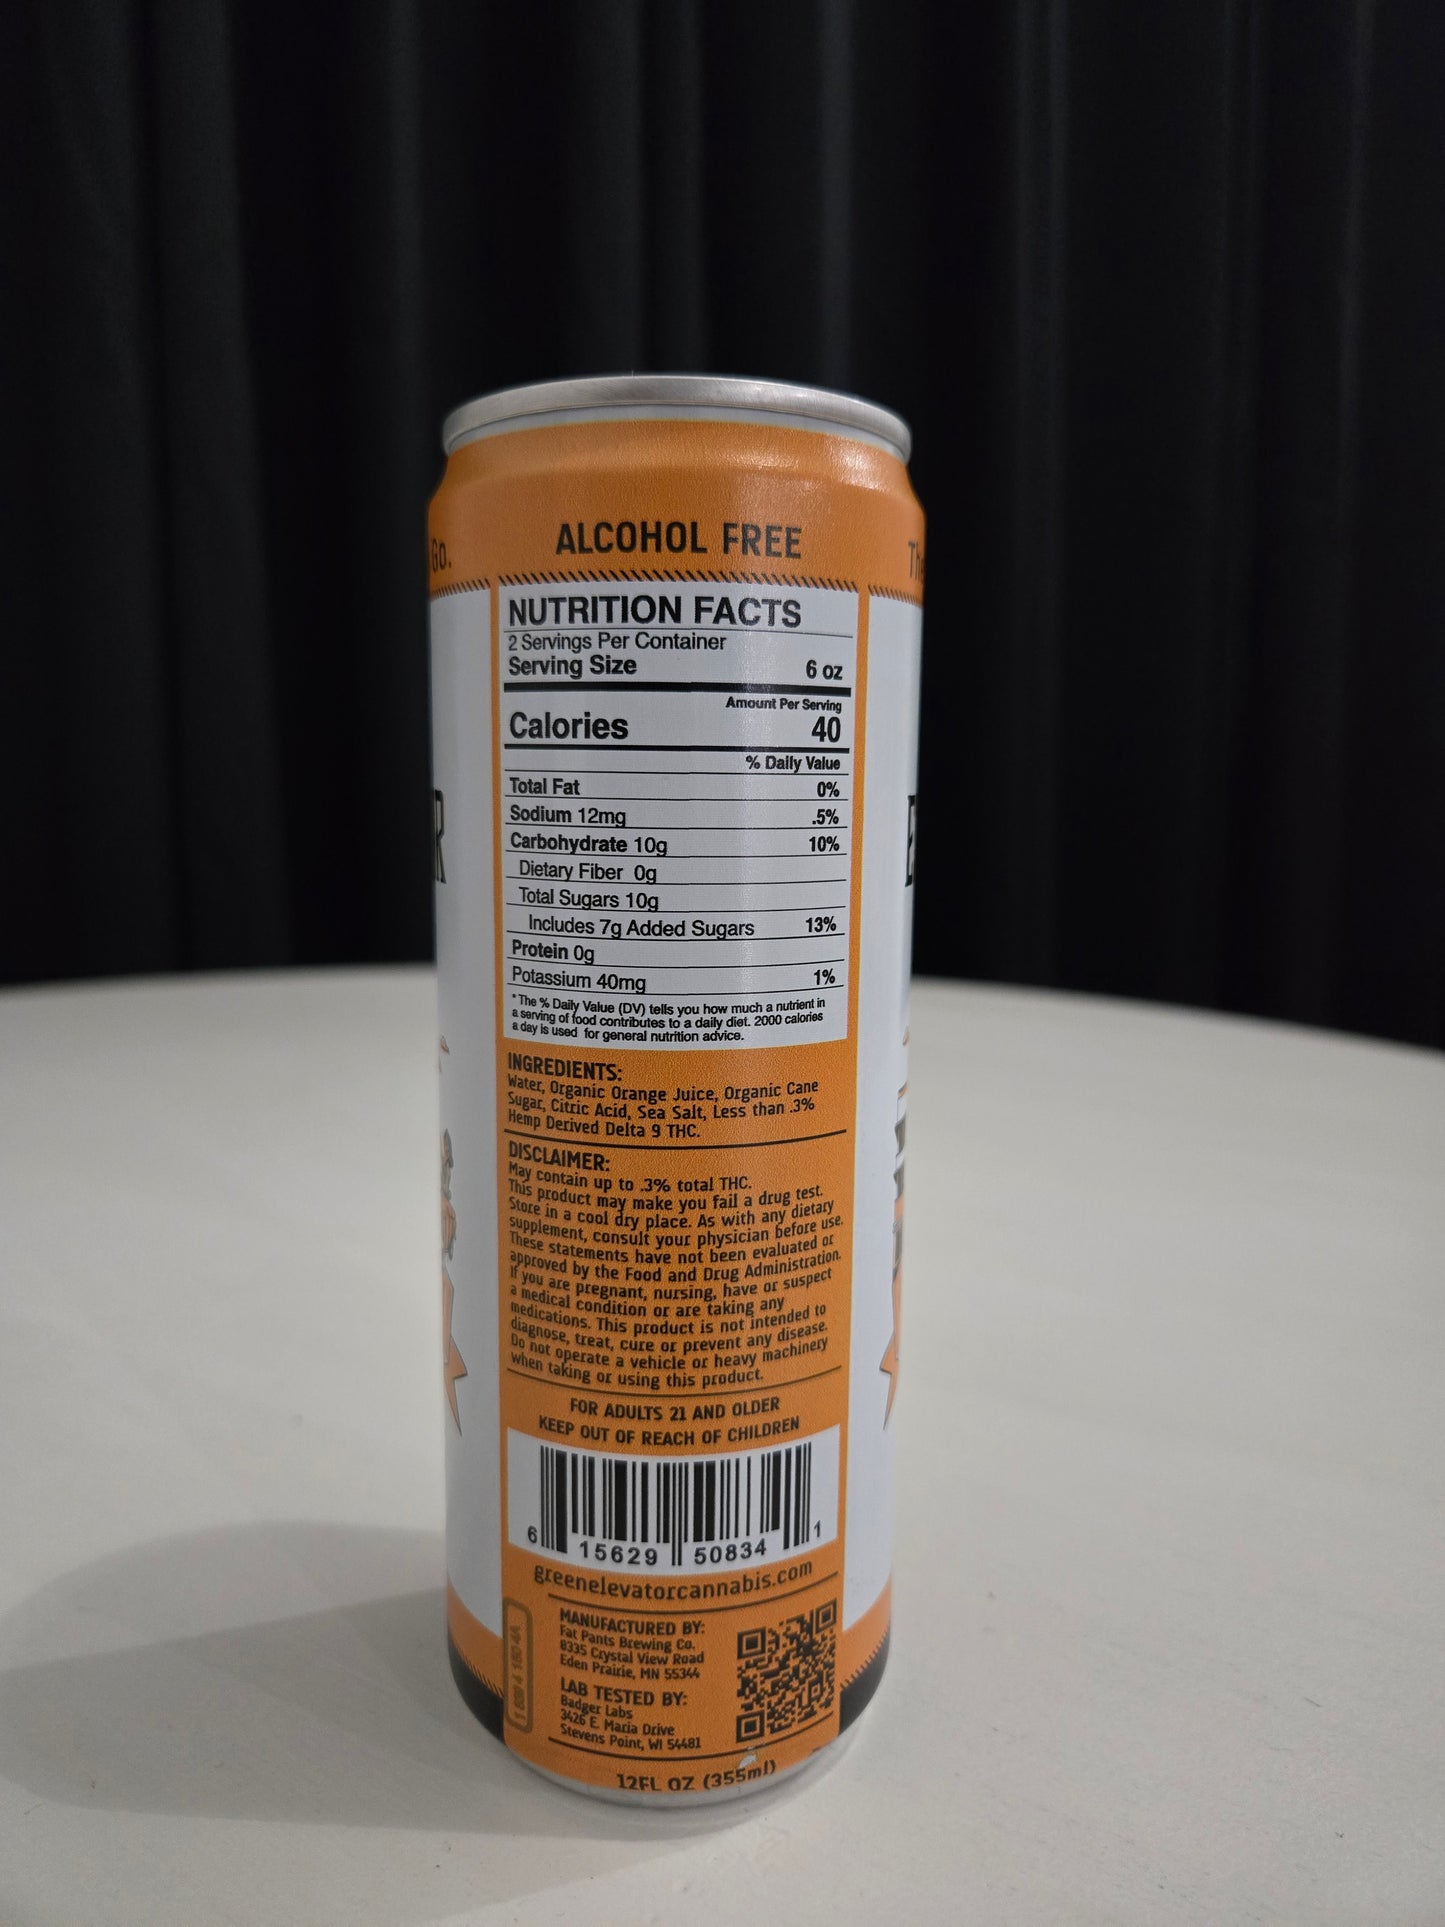 ALCOHOL FREE
Go.
The
NUTRITION FACTS
2 Servings Per Container
Serving Size 6 oz
Amount Per Serving
Calories 40
% Daily Value
Total Fat 0%
Sodium 12mg .5%
Carbohydrate 10g 10%
Dietary Fiber 0g
Total Sugars 10g
Includes 7g Added Sugars 13%
Protein 0g
Potassium 40mg 1%
* The % Daily Value (DV) tells you how much a nutrient in
a serving of food contributes to a daily diet. 2000 calories
a day is used for general nutrition advice.
INGREDIENTS:
Water, Organic Orange Juice, Organic Cane
Sugar, Citric Acid, Sea Salt, Less than .3%
Hemp Derived Delta 9 THC.
DISCLAIMER:
May contain up to .3% total THC.
This product may make you fail a drug test.
Store in a cool dry place. As with any dietary
supplement, consult your physician before use.
These statements have not been evaluated or
approved by the Food and Drug Administration.
If you are pregnant, nursing, have or suspect
a medical condition or are taking any
medications. This product is not intended to
diagnose, treat, cure or prevent any disease.
Do not operate a vehicle or heavy machinery
when taking or using this product.
FOR ADULTS 21 AND OLDER
KEEP OUT OF REACH OF CHILDREN
6 15629 50834 1
greenelevatorcannabis.com
MANUFACTURED BY:
Fat Pants Brewing Co.
8335 Crystal View Road
Eden Prairie, MN 55344
LAB TESTED BY:
Badger Labs
3426 E. Maria Drive
Stevens Point, WI 54481
12FL OZ (355ml)